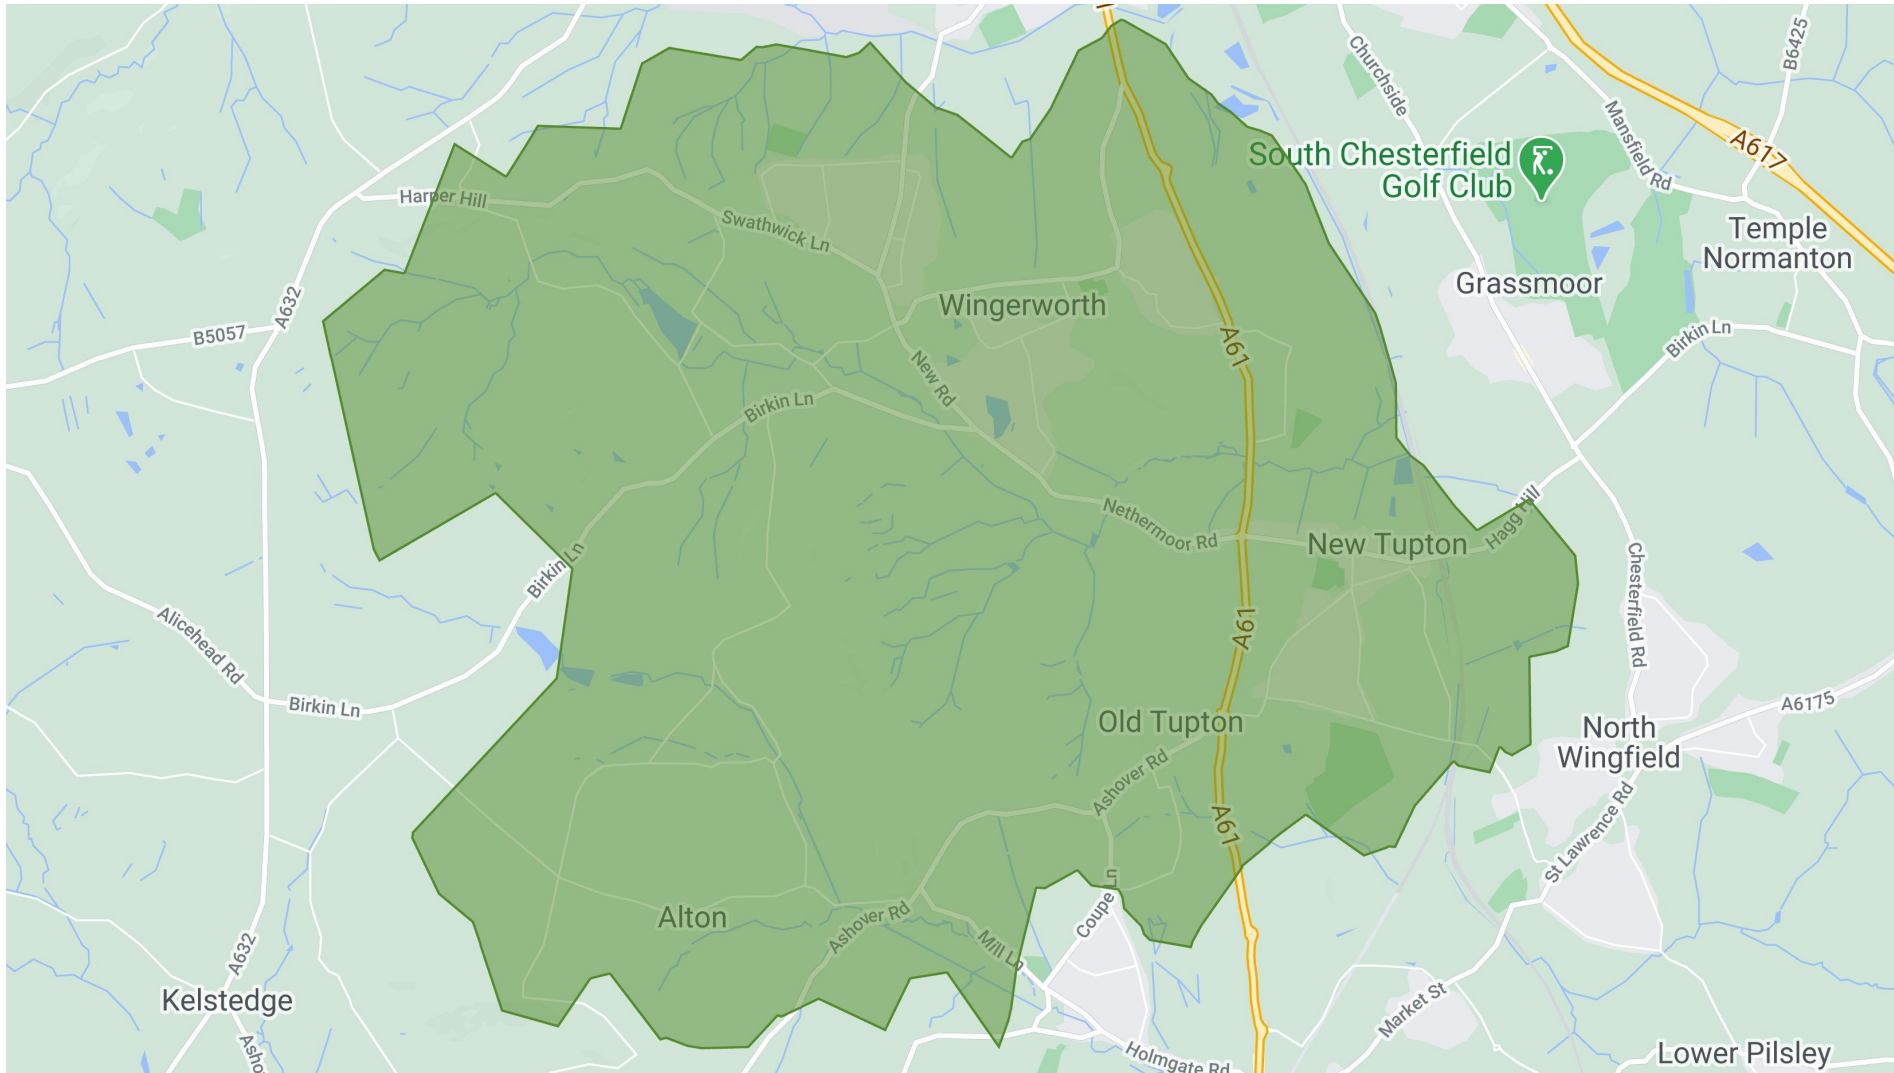 B6425
Churchside
Mansfield Rd
A617
South Chesterfield
Golf Club
Harper Hill
Swathwick Ln
Temple
Normanton
Grassmoor
A632
B5057
Wingerworth
A61
Birkin Ln
New Rd
Birkin Ln
Nethermoor Rd
New Tupton
Hagg Hill
Birkin Ln
Chesterfield Rd
Alicehead Rd
A61
Birkin Ln
Old Tupton
A6175
North
Wingfield
Ashover Rd
A61
St Lawrence Rd
Alton
Ashover Rd
Coupe Ln
Mill Ln
A632
Kelstedge
Market St
Asho
Holmgate Rd
Lower Pilsley